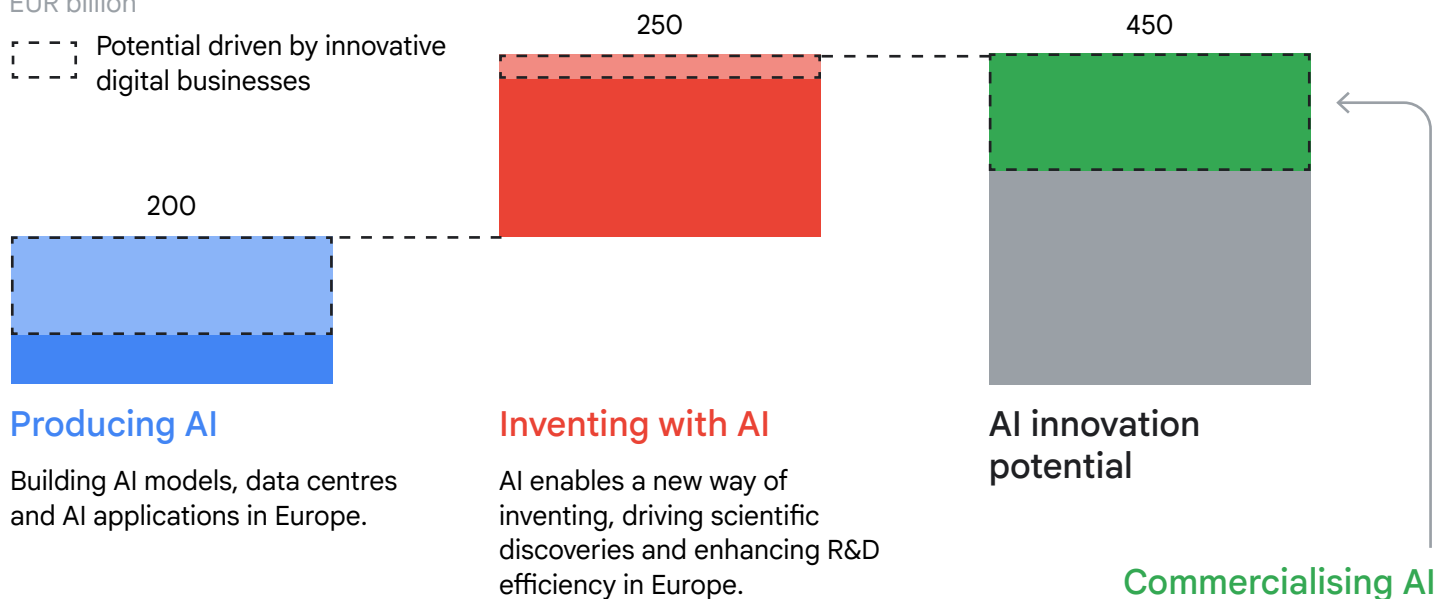 EUR billion
Potential driven by innovative
digital businesses
250
450
200
Producing AI
Building AI models, data centres
and AI applications in Europe.
Inventing with AI
AI enables a new way of
inventing, driving scientific
discoveries and enhancing R&D
efficiency in Europe.
AI innovation
potential
Commercialising AI